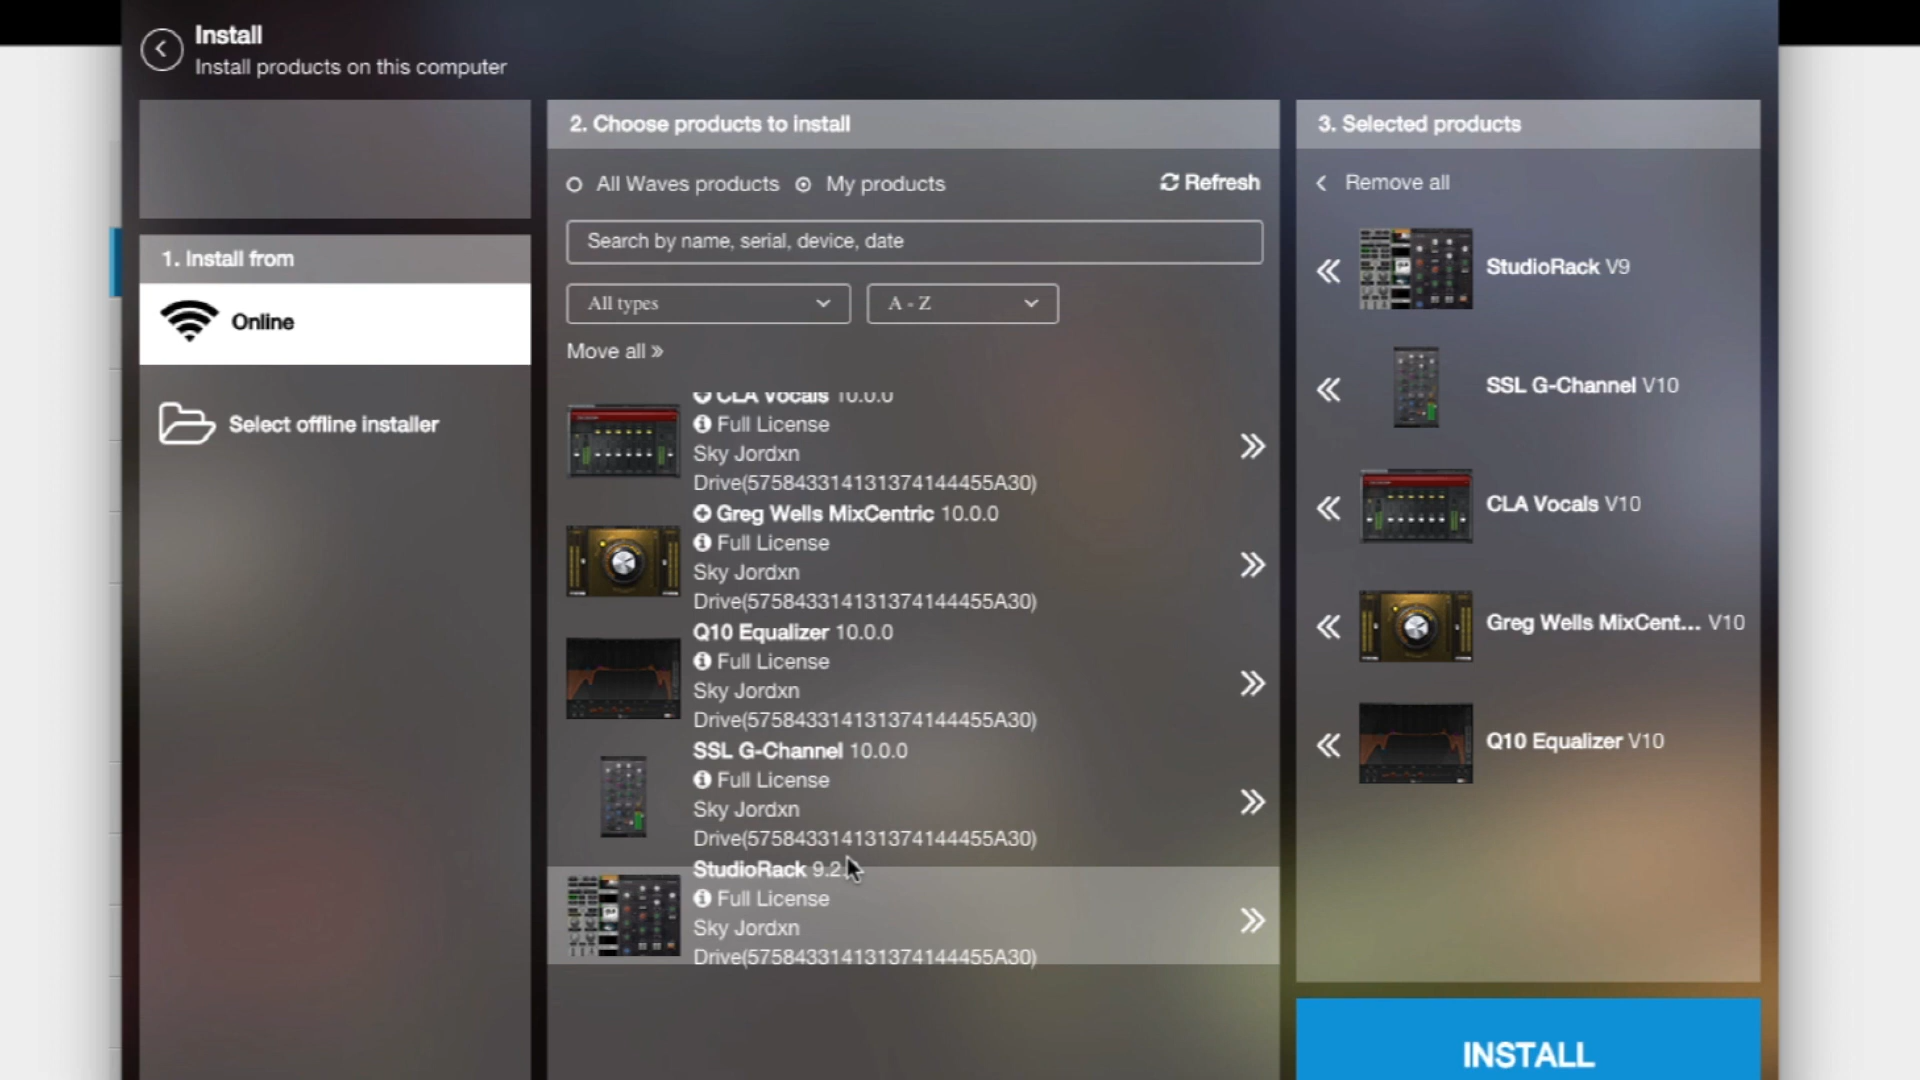 Install
Install products on this computer
1. Install from
Online
Select offline installer
2. Choose products to install
All Waves products
My products
Refresh
Search by name, serial, device, date
All types
A - Z
Move all »
CLA Vocals 10.0.0
Full License
Sky Jordxn
Drive(575843314131374144455A30)
Greg Wells MixCentric 10.0.0
Full License
Sky Jordxn
Drive(575843314131374144455A30)
Q10 Equalizer 10.0.0
Full License
Sky Jordxn
Drive(575843314131374144455A30)
SSL G-Channel 10.0.0
Full License
Sky Jordxn
Drive(575843314131374144455A30)
StudioRack 9.2
Full License
Sky Jordxn
Drive(575843314131374144455A30)
3. Selected products
Remove all
StudioRack V9
SSL G-Channel V10
CLA Vocals V10
Greg Wells MixCent... V10
Q10 Equalizer V10
INSTALL